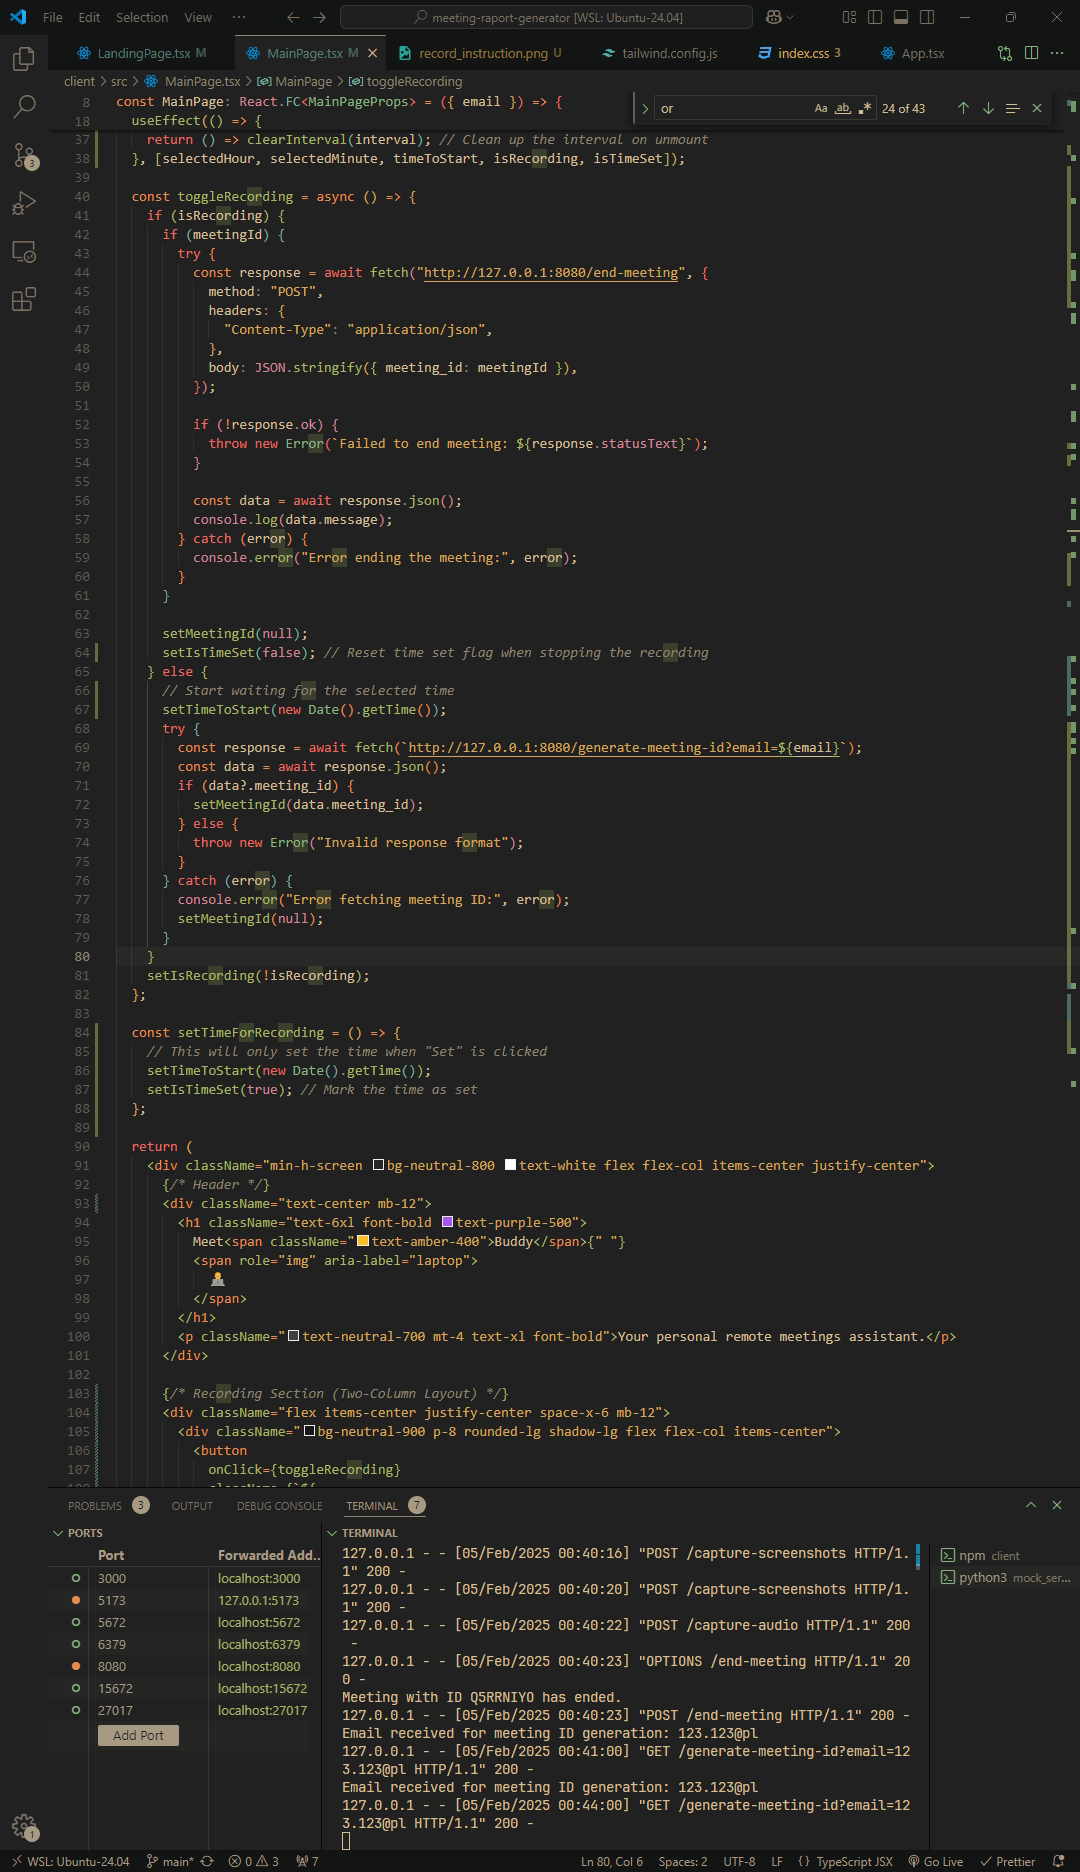 File Edit Selection View ··· meeting-raport-generator [WSL: Ubuntu-24.04]
LandingPage.tsx M MainPage.tsx M record_instruction.png U tailwind.config.js index.css 3 App.tsx ···
client > src > MainPage.tsx > MainPage > toggleRecording
or Aa ab .* 24 of 43
8 const MainPage: React.FC<MainPageProps> = ({ email }) => {
18 useEffect(() => {
37 return () => clearInterval(interval); // Clean up the interval on unmount
38 }, [selectedHour, selectedMinute, timeToStart, isRecording, isTimeSet]);
39
40 const toggleRecording = async () => {
41 if (isRecording) {
42 if (meetingId) {
43 try {
44 const response = await fetch("http://127.0.0.1:8080/end-meeting", {
45 method: "POST",
46 headers: {
47 "Content-Type": "application/json",
48 },
49 body: JSON.stringify({ meeting_id: meetingId }),
50 });
51
52 if (!response.ok) {
53 throw new Error(`Failed to end meeting: ${response.statusText}`);
54 }
55
56 const data = await response.json();
57 console.log(data.message);
58 } catch (error) {
59 console.error("Error ending the meeting:", error);
60 }
61 }
62
63 setMeetingId(null);
64 setIsTimeSet(false); // Reset time set flag when stopping the recording
65 } else {
66 // Start waiting for the selected time
67 setTimeToStart(new Date().getTime());
68 try {
69 const response = await fetch(`http://127.0.0.1:8080/generate-meeting-id?email=${email}`);
70 const data = await response.json();
71 if (data?.meeting_id) {
72 setMeetingId(data.meeting_id);
73 } else {
74 throw new Error("Invalid response format");
75 }
76 } catch (error) {
77 console.error("Error fetching meeting ID:", error);
78 setMeetingId(null);
79 }
80 }
81 setIsRecording(!isRecording);
82 };
83
84 const setTimeForRecording = () => {
85 // This will only set the time when "Set" is clicked
86 setTimeToStart(new Date().getTime());
87 setIsTimeSet(true); // Mark the time as set
88 };
89
90 return (
91 <div className="min-h-screen bg-neutral-800 text-white flex flex-col items-center justify-center">
92 {/* Header */}
93 <div className="text-center mb-12">
94 <h1 className="text-6xl font-bold text-purple-500">
95 Meet<span className="text-amber-400">Buddy</span>{" "}
96 <span role="img" aria-label="laptop">
97
98 </span>
99 </h1>
100 <p className="text-neutral-700 mt-4 text-xl font-bold">Your personal remote meetings assistant.</p>
101 </div>
102
103 {/* Recording Section (Two-Column Layout) */}
104 <div className="flex items-center justify-center space-x-6 mb-12">
105 <div className="bg-neutral-900 p-8 rounded-lg shadow-lg flex flex-col items-center">
106 <button
107 onClick={toggleRecording}
PROBLEMS 3 OUTPUT DEBUG CONSOLE TERMINAL 7
PORTS
Port Forwarded Add...
3000 localhost:3000
5173 127.0.0.1:5173
5672 localhost:5672
6379 localhost:6379
8080 localhost:8080
15672 localhost:15672
27017 localhost:27017
Add Port
TERMINAL
127.0.0.1 - - [05/Feb/2025 00:40:16] "POST /capture-screenshots HTTP/1.
1" 200 -
127.0.0.1 - - [05/Feb/2025 00:40:20] "POST /capture-screenshots HTTP/1.
1" 200 -
127.0.0.1 - - [05/Feb/2025 00:40:22] "POST /capture-audio HTTP/1.1" 200
-
127.0.0.1 - - [05/Feb/2025 00:40:23] "OPTIONS /end-meeting HTTP/1.1" 20
0 -
Meeting with ID Q5RRNIYO has ended.
127.0.0.1 - - [05/Feb/2025 00:40:23] "POST /end-meeting HTTP/1.1" 200 -
Email received for meeting ID generation: 123.123@pl
127.0.0.1 - - [05/Feb/2025 00:41:00] "GET /generate-meeting-id?email=12
3.123@pl HTTP/1.1" 200 -
Email received for meeting ID generation: 123.123@pl
127.0.0.1 - - [05/Feb/2025 00:44:00] "GET /generate-meeting-id?email=12
3.123@pl HTTP/1.1" 200 -
npm client
python3 mock_ser...
3
1
WSL: Ubuntu-24.04 main* 0 3 7 Ln 80, Col 6 Spaces: 2 UTF-8 LF {} TypeScript JSX Go Live Prettier